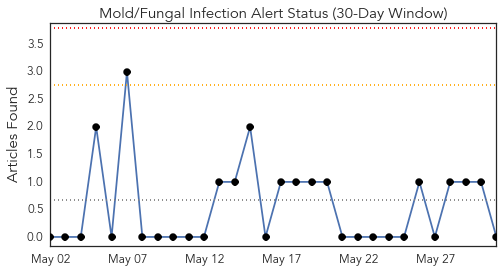 Mold/Fungal Infection Alert Status (30-Day Window)
Articles Found
3.5
3.0
2.5
2.0
1.5
1.0
0.5
0.0
May 02 May 07 May 12 May 17 May 22 May 27